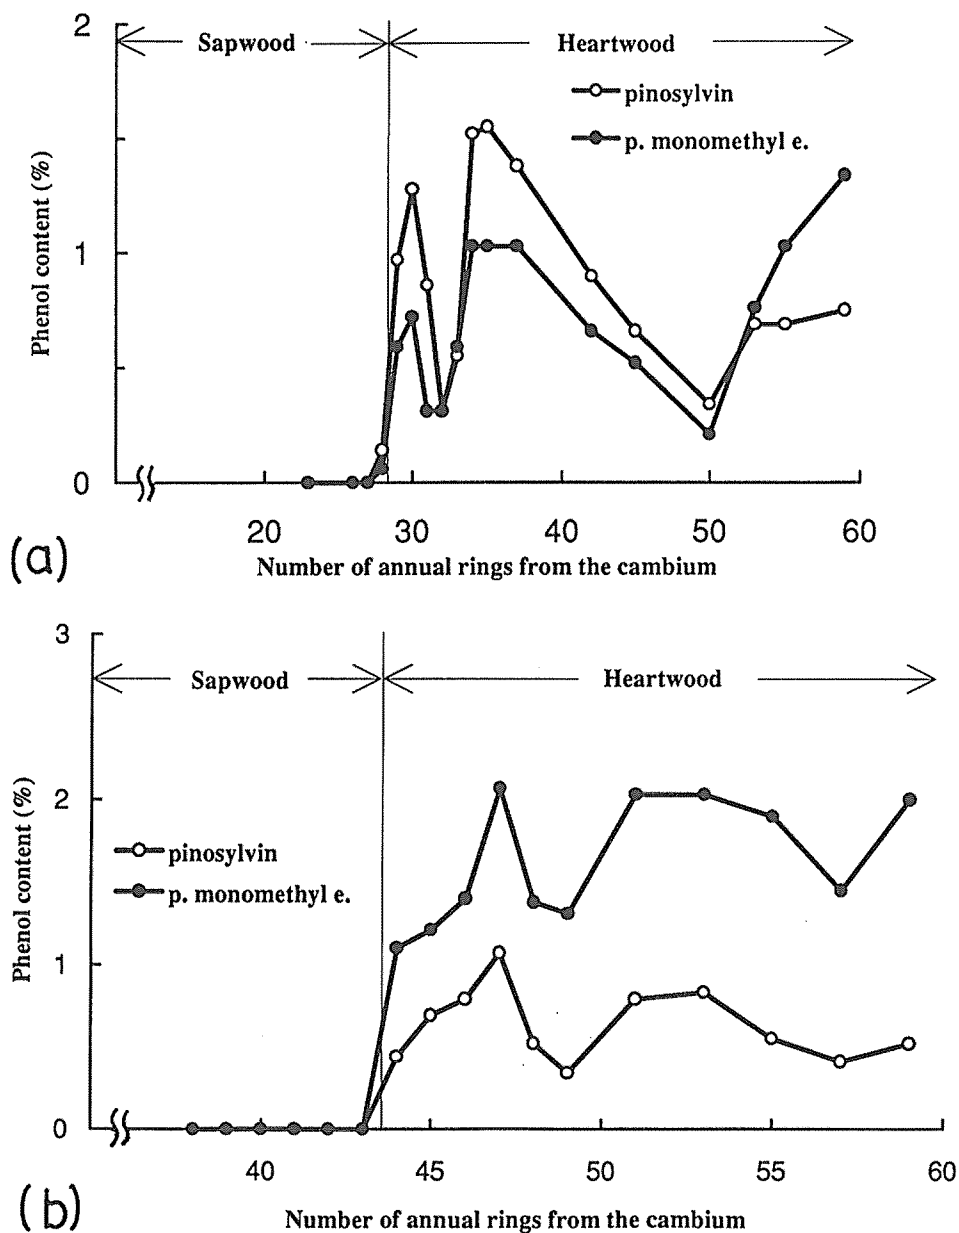 2
Sapwood
Heartwood
pinosylvin
p. monomethyl e.
Phenol content (%)
1
0
20
30
40
50
60
(a)
Number of annual rings from the cambium
3
Sapwood
Heartwood
Phenol content (%)
2
pinosylvin
p. monomethyl e.
1
0
40
45
50
55
60
(b)
Number of annual rings from the cambium